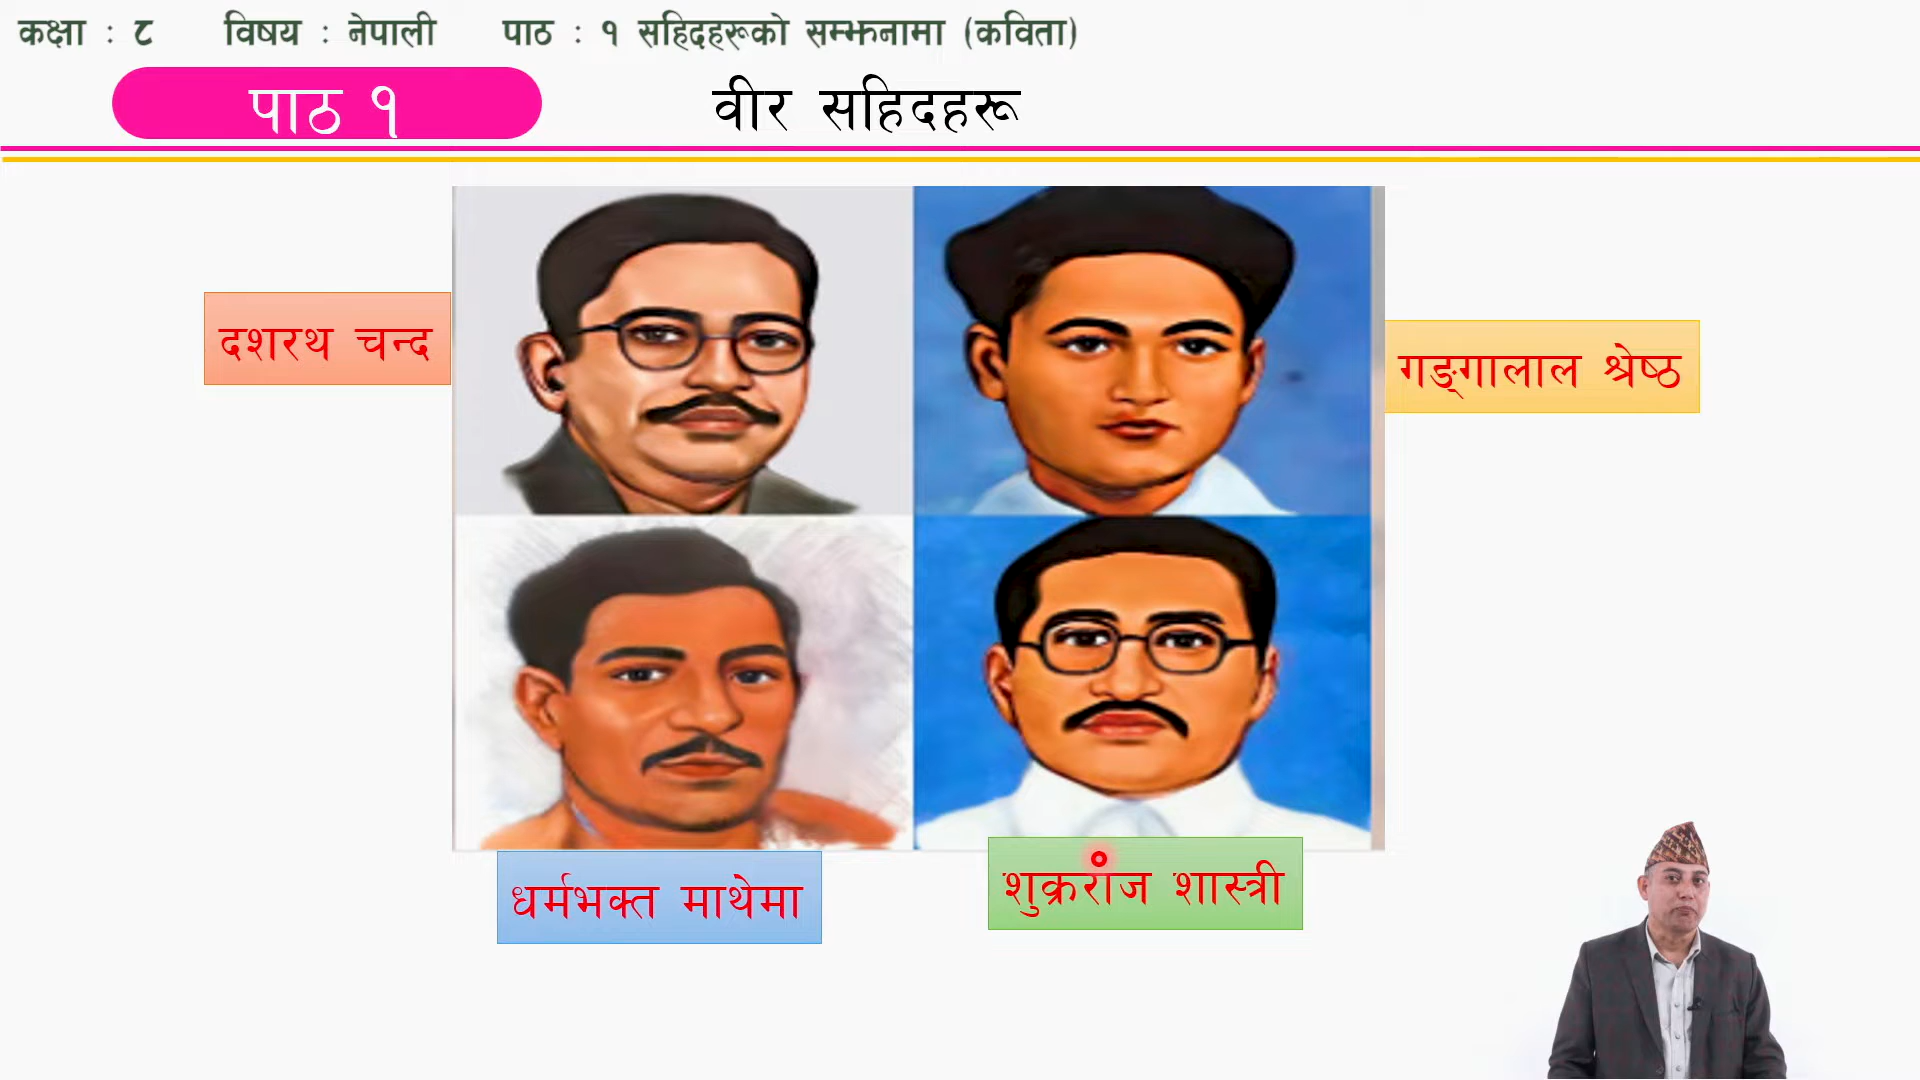 कक्षा : ८ विषय : नेपाली पाठ : १ सहिदहरूको सम्झनामा (कविता)
पाठ १ वीर सहिदहरू
दशरथ चन्द
गङ्गालाल श्रेष्ठ
धर्मभक्त माथेमा
शुक्रराज शास्त्री